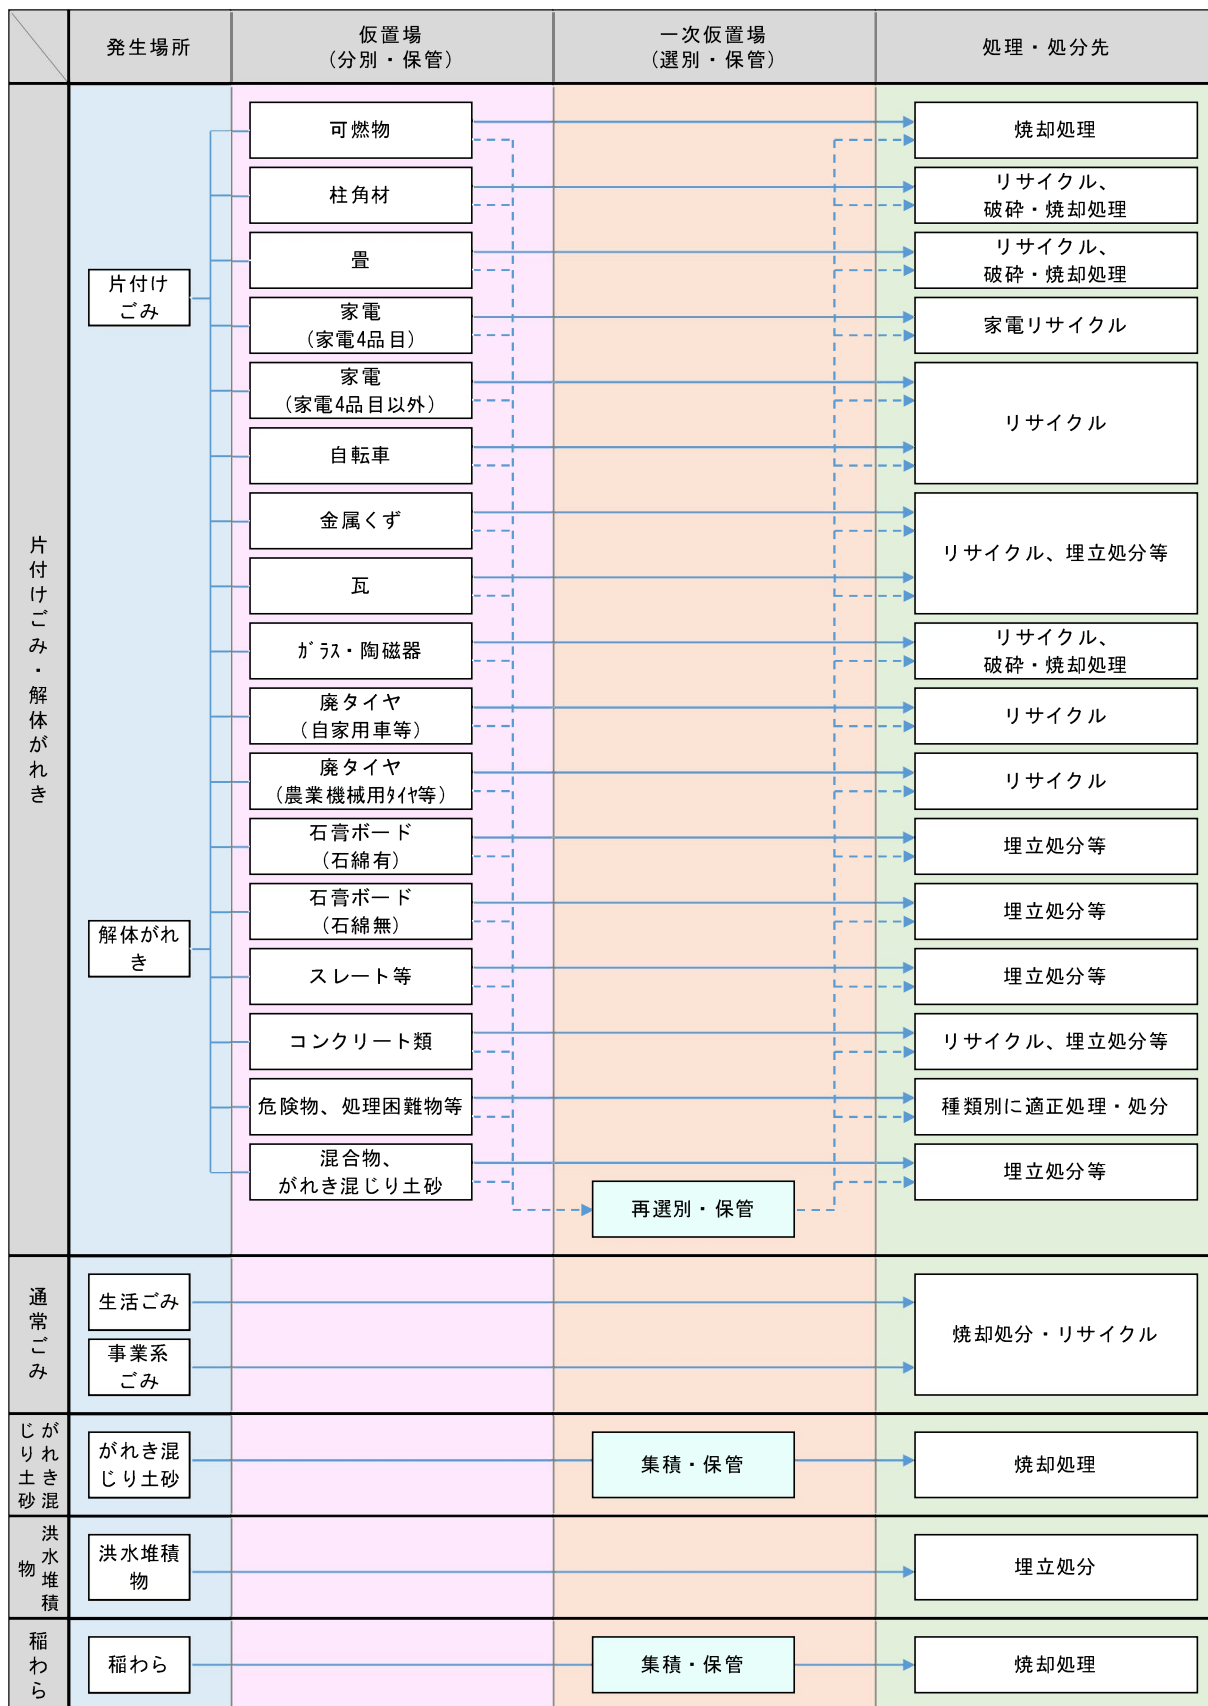 発生場所
仮置場
(分別・保管)
一次仮置場
(選別・保管)
処理・処分先
片付けごみ・解体がれき
片付け
ごみ
解体がれ
き
可燃物
焼却処理
柱角材
リサイクル、
破砕・焼却処理
畳
リサイクル、
破砕・焼却処理
家電
(家電4品目)
家電リサイクル
家電
(家電4品目以外)
自転車
リサイクル
金属くず
瓦
リサイクル、埋立処分等
ガラス・陶磁器
リサイクル、
破砕・焼却処理
廃タイヤ
(自家用車等)
リサイクル
廃タイヤ
(農業機械用タイヤ等)
リサイクル
石膏ボード
(石綿有)
埋立処分等
石膏ボード
(石綿無)
埋立処分等
スレート等
埋立処分等
コンクリート類
リサイクル、埋立処分等
危険物、処理困難物等
種類別に適正処理・処分
混合物、
がれき混じり土砂
埋立処分等
再選別・保管
通常ごみ
生活ごみ
事業系
ごみ
焼却処分・リサイクル
がれき混
じり土砂
がれき混
じり土砂
集積・保管
焼却処理
洪水堆積
物
洪水堆積
物
埋立処分
稲わら
稲わら
集積・保管
焼却処理